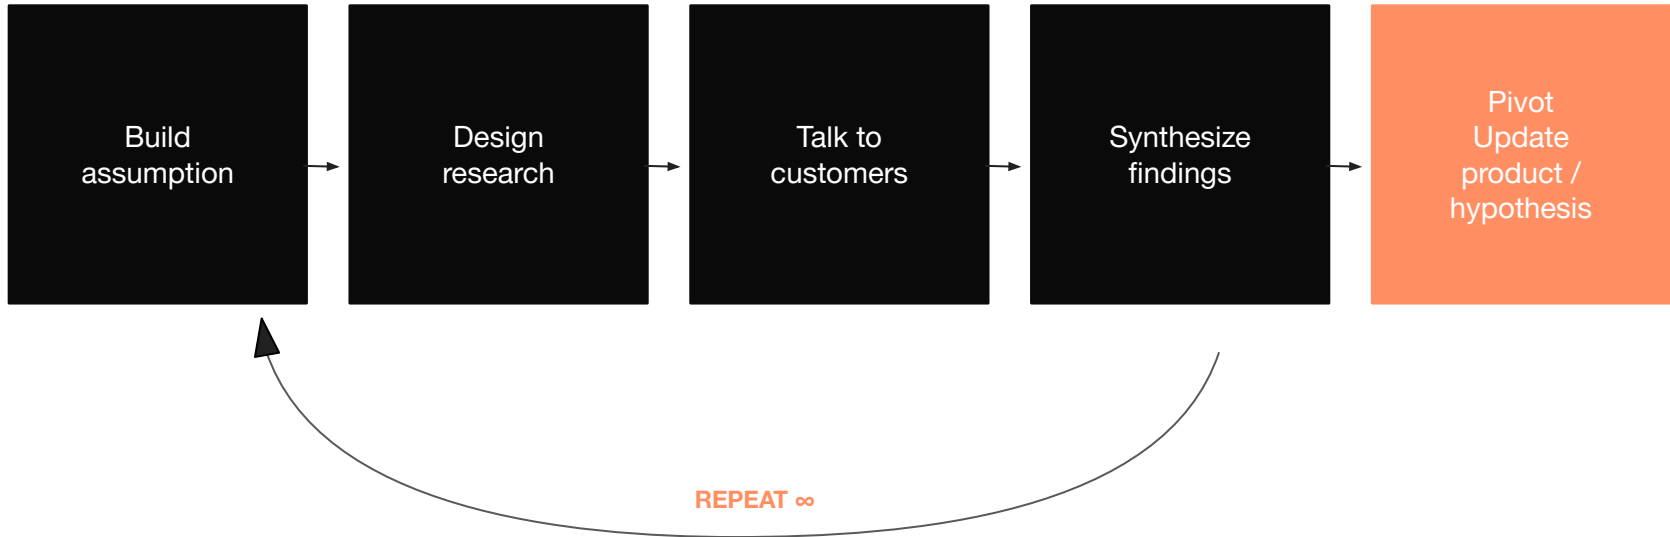 Build
assumption
Design
research
Talk to
customers
Synthesize
findings
Pivot
Update
product /
hypothesis
REPEAT ∞